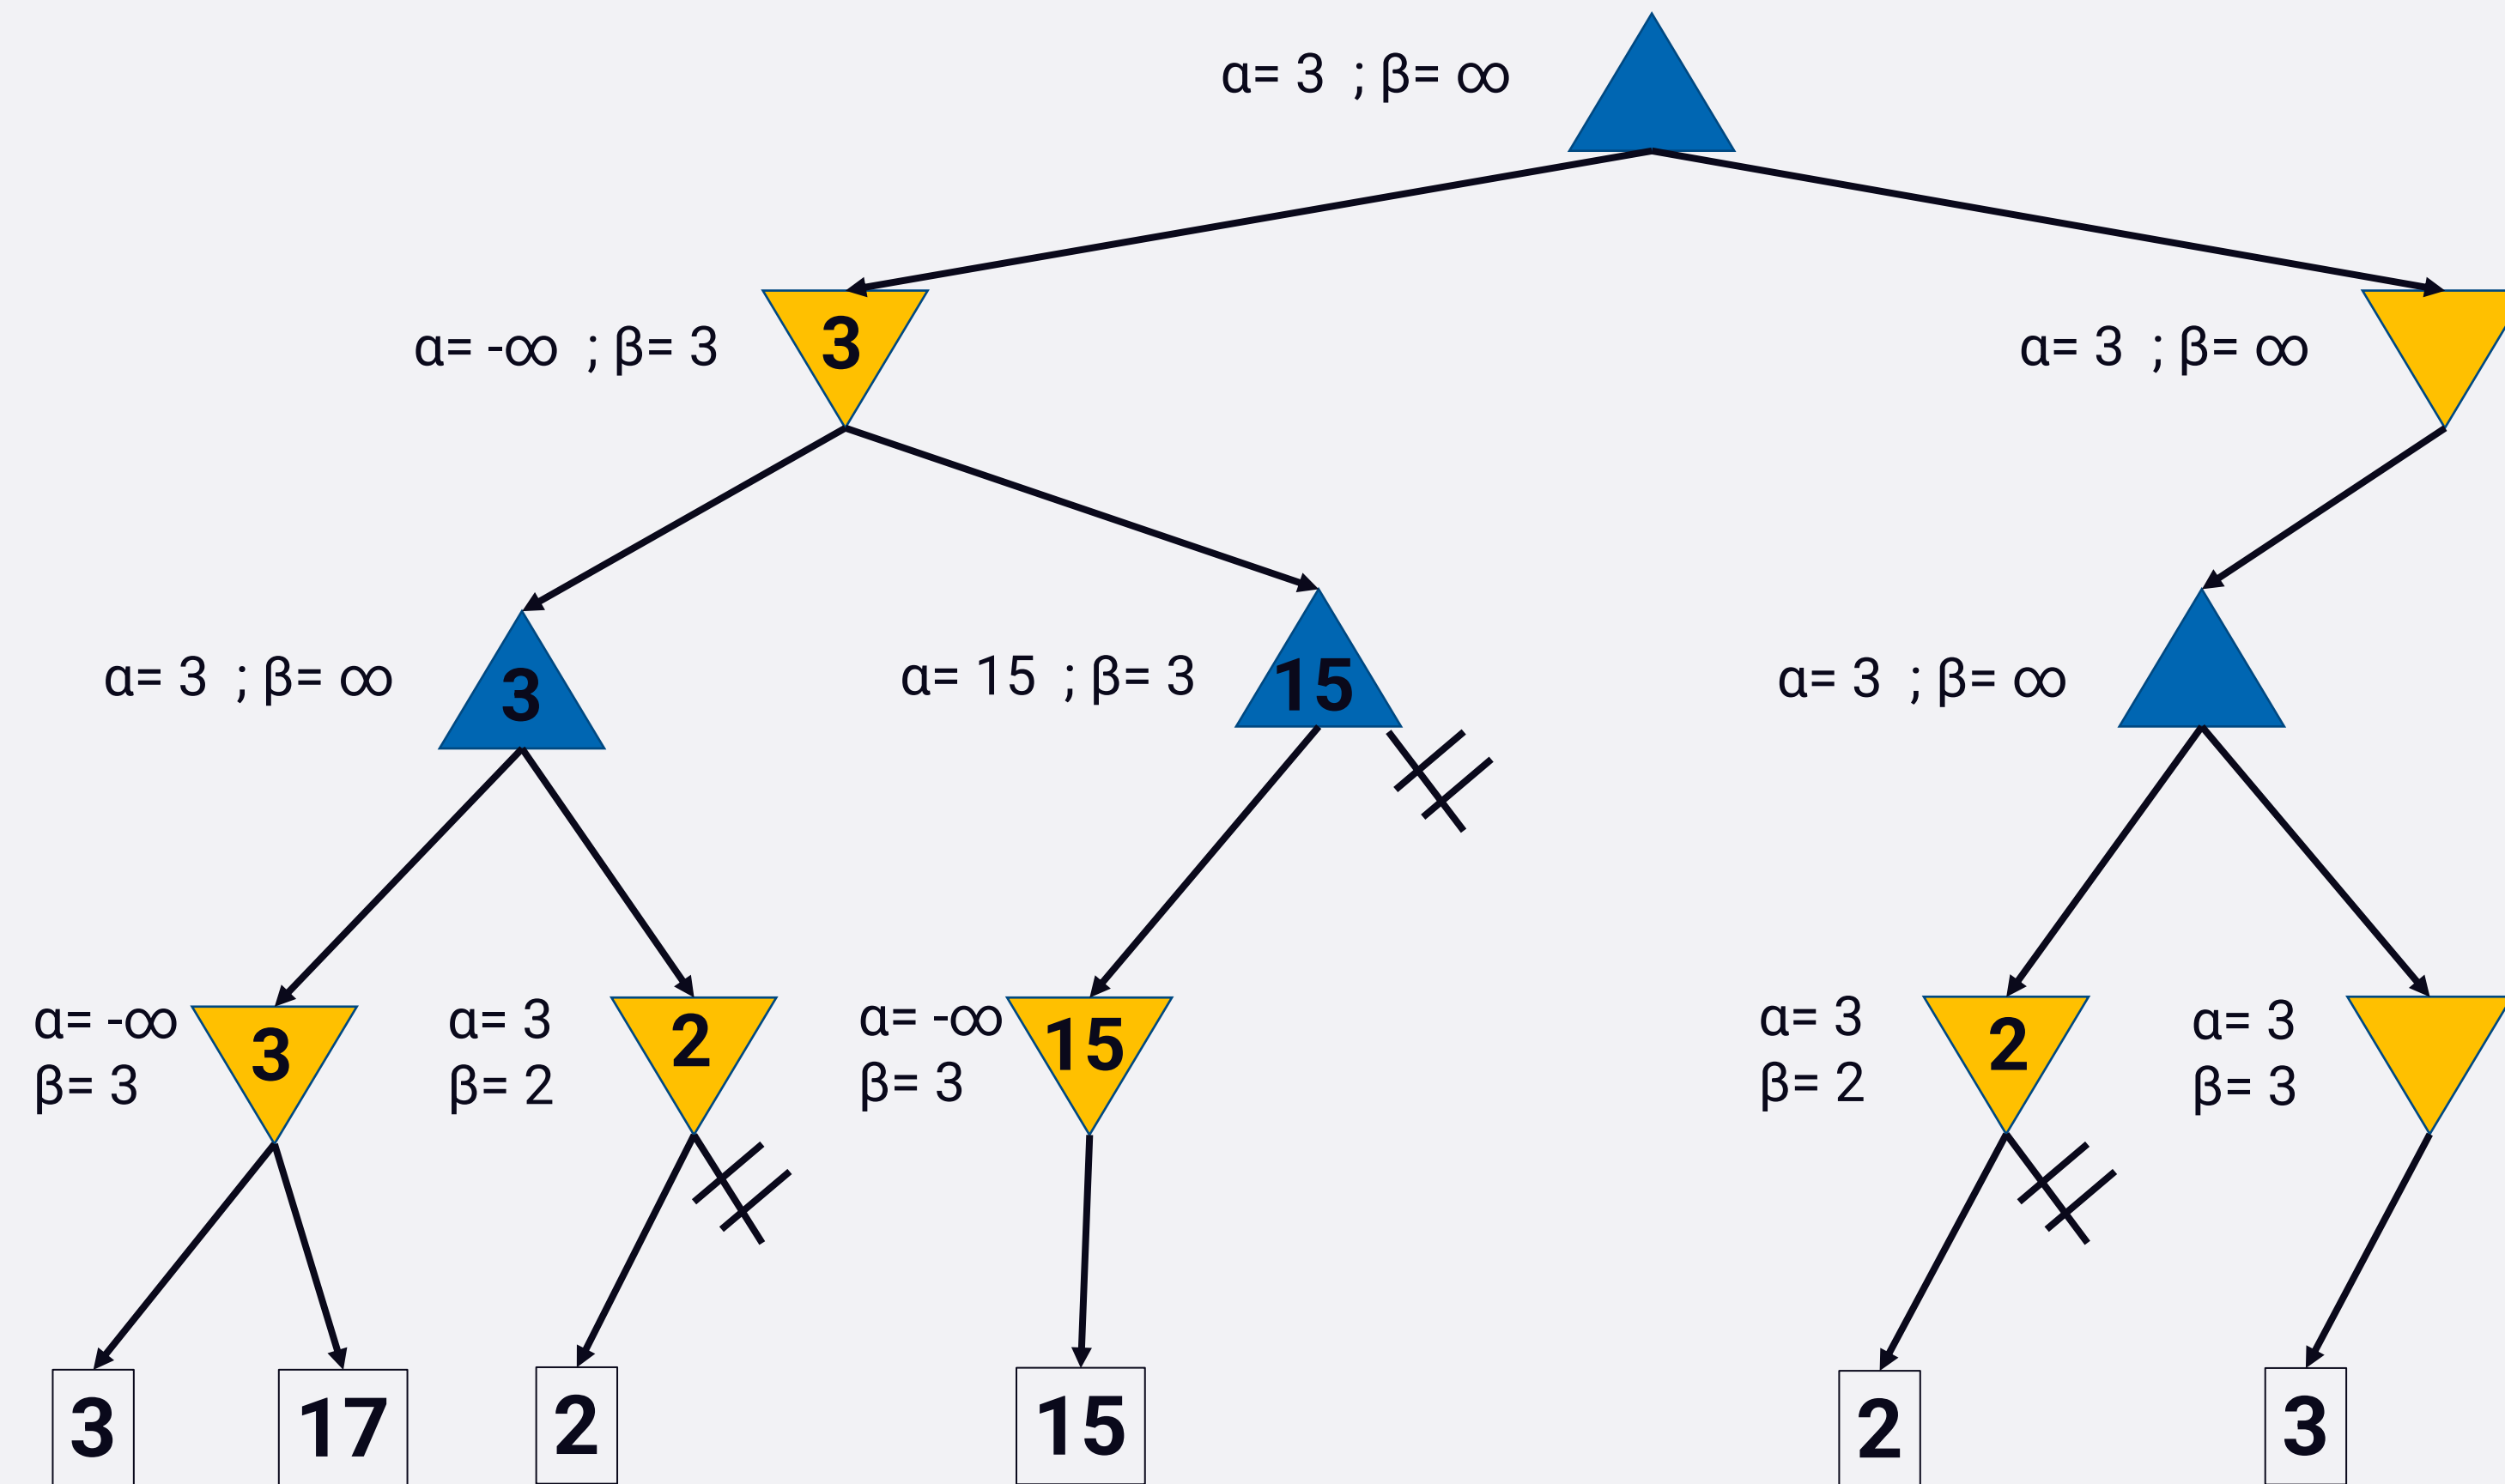 α= 3 ; β= ∞
α= -∞ ; β= 3
3
α= 3 ; β= ∞
α= 3 ; β= ∞
3
α= 15 ; β= 3
15
α= 3 ; β= ∞
α= -∞
β= 3
3
α= 3
β= 2
2
α= -∞
β= 3
15
α= 3
β= 2
2
α= 3
β= 3
3
17
2
15
2
3